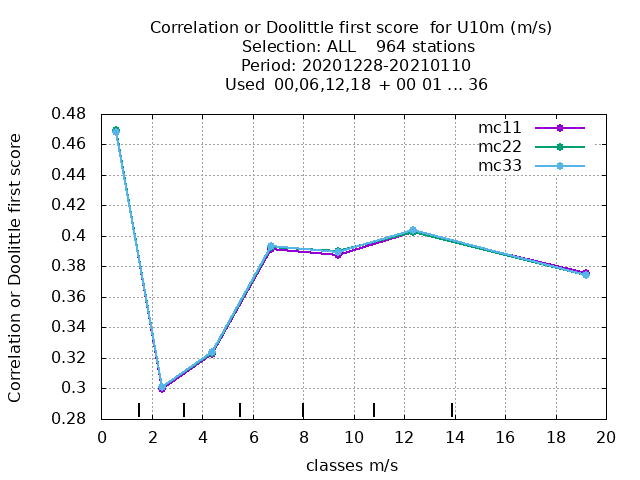 Correlation or Doolittle first score  for U10m (m/s)
Selection: ALL    964 stations
Period: 20201228-20210110
Used  00,06,12,18  + 00 01 ... 36
mc11
mc22
mc33
Correlation or Doolittle first score
0.48
0.46
0.44
0.42
0.4
0.38
0.36
0.34
0.32
0.3
0.28
0 2 4 6 8 10 12 14 16 18 20
classes m/s